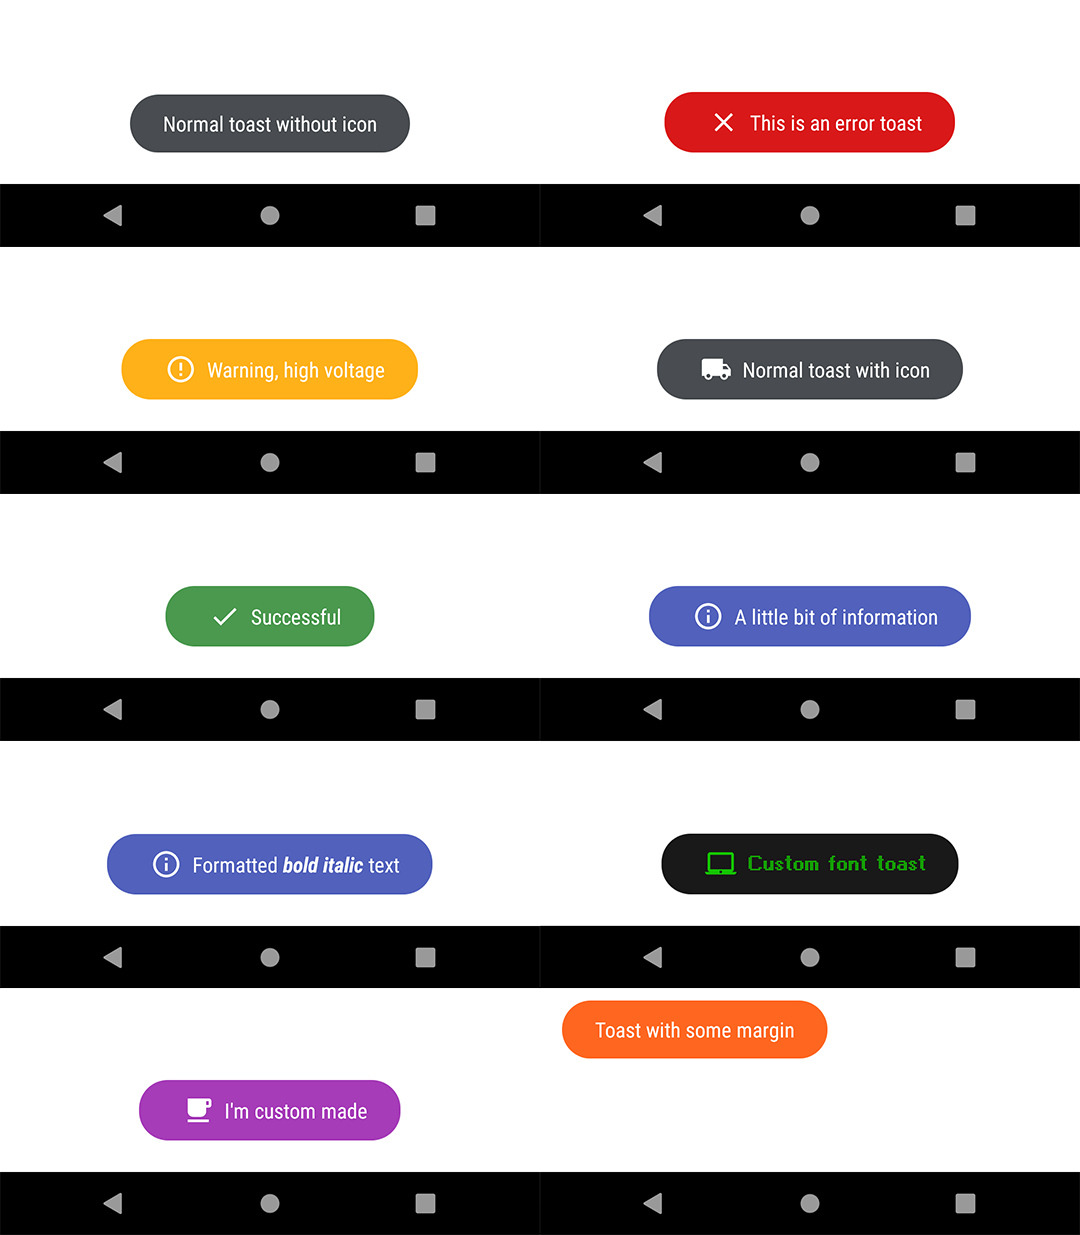 Normal toast without icon
This is an error toast
Warning, high voltage
Normal toast with icon
Successful
A little bit of information
Formatted bold italic text
Custom font toast
Toast with some margin
I'm custom made